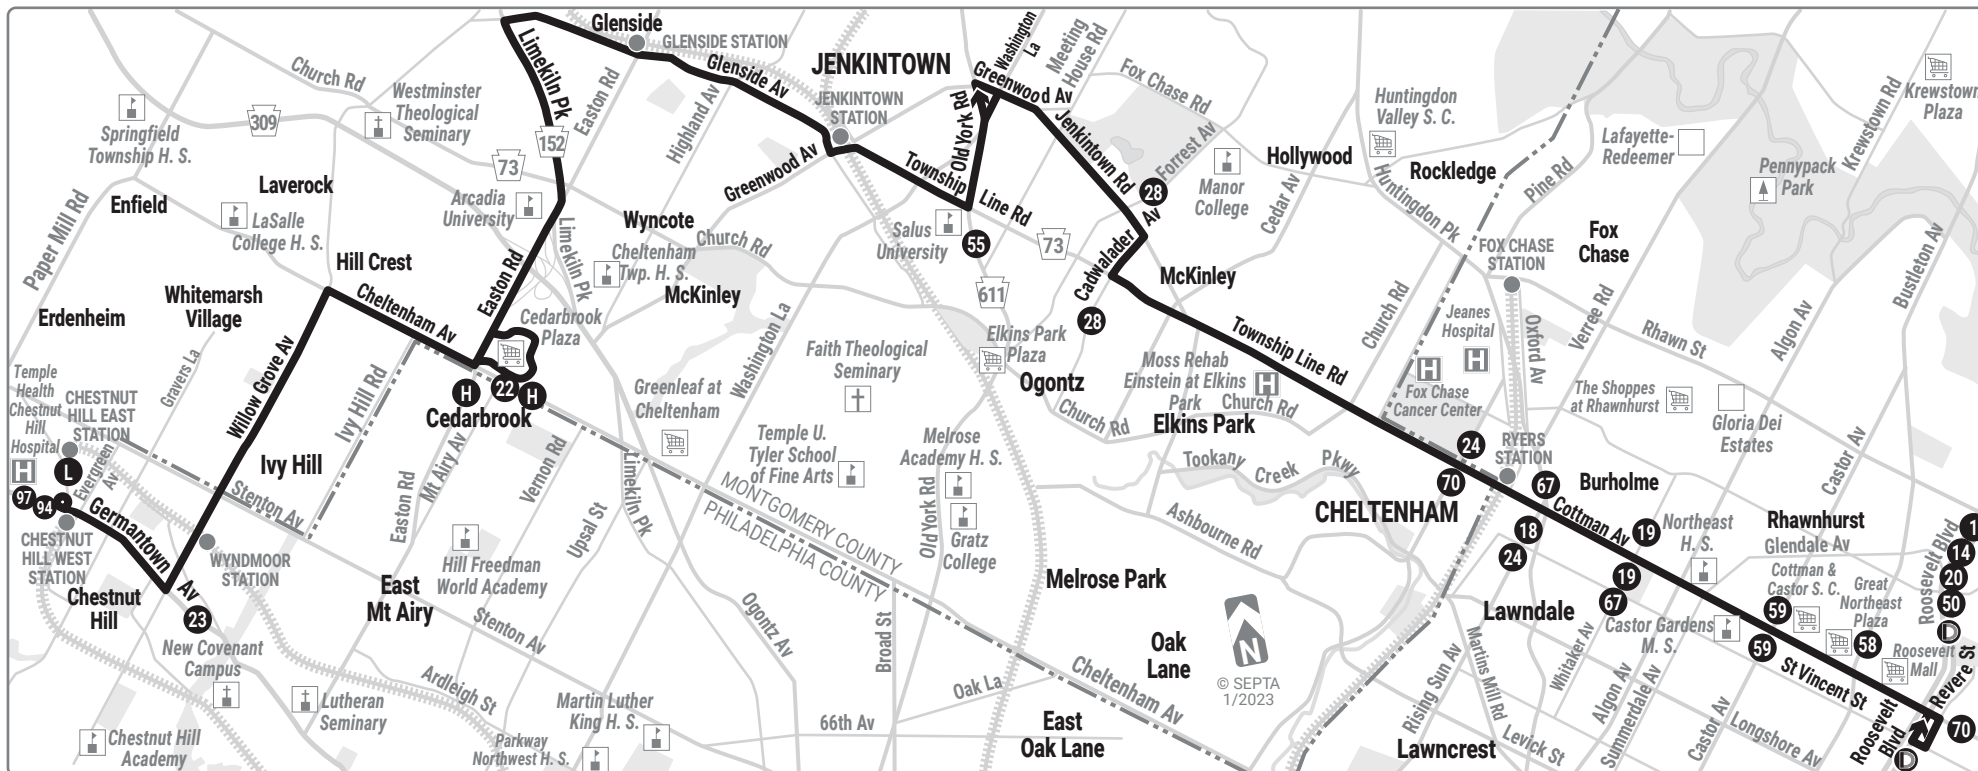 Glenside
GLENSIDE STATION
Limekiln Pk
Church Rd
Westminster
Theological
Seminary
309
Springfield
Township H. S.
152
73
Easton Rd
Highland Av
Glenside Av
JENKINTOWN
JENKINTOWN
STATION
Washington
La
Meeting
House Rd
Greenwood Av
Old York Rd
Fox Chase Rd
Jenkintown Rd
Forrest Av
Huntingdon
Valley S. C.
Lafayette-
Redeemer
Krewstown
Plaza
Krewstown Rd
Pennypack
Park
Hollywood
Rockledge
Pine Rd
Manor
College
Cedar Av
Huntingdon Pk
Paper Mill Rd
Enfield
Laverock
LaSalle
College H. S.
Arcadia
University
Limekiln Pk
Wyncote
Greenwood Av
Township
Line Rd
Salus
University
55
73
28
Cadwalader
Av
28
McKinley
FOX CHASE
STATION
Fox
Chase
Bustleton Av
Hill Crest
Easton Rd
Cheltenham
Twp. H. S.
Church Rd
McKinley
611
Whitemarsh
Village
Erdenheim
Cheltenham Av
Cedarbrook
Plaza
Washington La
Elkins Park
Plaza
Township Line Rd
Church Rd
Jeanes
Hospital
H
H
Fox Chase
Cancer Center
Oxford Av
Verree Rd
Rhawn St
Algon Av
Gravers La
Willow Grove Av
Ivy Hill Rd
H
22
H
Cedarbrook
Greenleaf at
Cheltenham
Faith Theological
Seminary
Ogontz
Moss Rehab
Einstein at Elkins
Park
H
Church Rd
Church Rd
Elkins Park
The Shoppes
at Rhawnhurst
Gloria Dei
Estates
Temple
Health
Chestnut
Hill
Hospital
H
CHESTNUT
HILL EAST
STATION
L
97
94
Evergreen
Av
Germantown
Av
CHESTNUT
HILL WEST
STATION
Chestnut
Hill
23
WYNDMOOR
STATION
Ivy Hill
Stenton Av
Easton Rd
Mt Airy Av
Vernon Rd
Upsal St
Limekiln Pk
Temple U.
Tyler School
of Fine Arts
MONTGOMERY COUNTY
PHILADELPHIA COUNTY
Melrose
Academy H. S.
Old York Rd
Gratz
College
Tookany
Creek
Pkwy
Ashbourne Rd
CHELTENHAM
24
70
RYERS
STATION
67
Burholme
Cottman Av
18
24
19
Northeast
H. S.
Rhawnhurst
Glendale Av
Castor Av
Roosevelt Blvd
1
14
20
50
D
Cottman &
Castor S. C.
Great
Northeast
Plaza
19
67
59
58
Roosevelt
Mall
Castor Gardens
M. S.
59
St Vincent St
Revere St
Roosevelt
Blvd
D
70
Hill Freedman
World Academy
East
Mt Airy
Stenton Av
New Covenant
Campus
Lutheran
Seminary
Chestnut Hill
Academy
Ardleigh St
Parkway
Northwest H. S.
Martin Luther
King H. S.
Ogontz Av
Broad St
66th Av
Oak La
Melrose Park
Oak
Lane
Cheltenham Av
East
Oak Lane
N
© SEPTA
1/2023
Lawndale
Rising Sun Av
Martins Mill Rd
Whitaker Av
Algon Av
Summerdale Av
Castor Av
Longshore Av
Levick St
Lawncrest